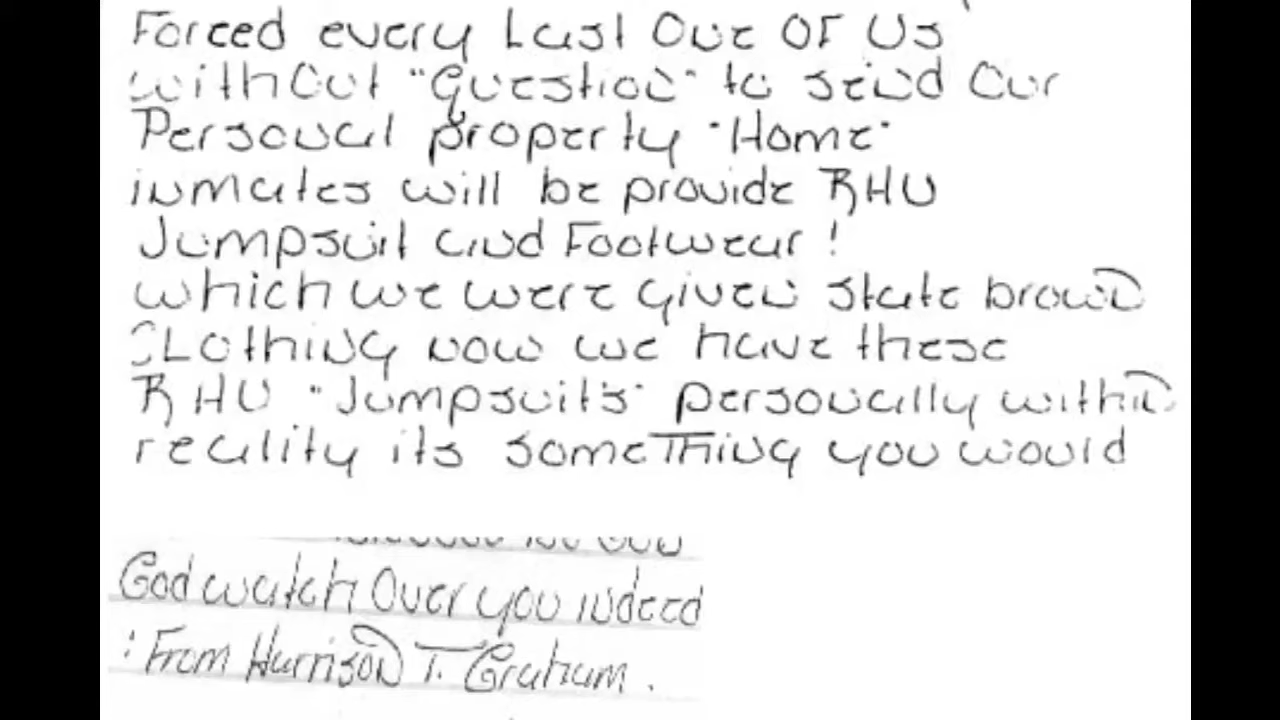 Forced every Last One OF Us
without "Question" to send Our
Personal property "Home"
inmates will be provide RHU
Jumpsuit and Footwear!
which we were given state brown
CLothing now we have these
RHU "Jumpsuits" personally within
reality its someThing you would
God watch Over you indeed
: From Harrison T. Graham.